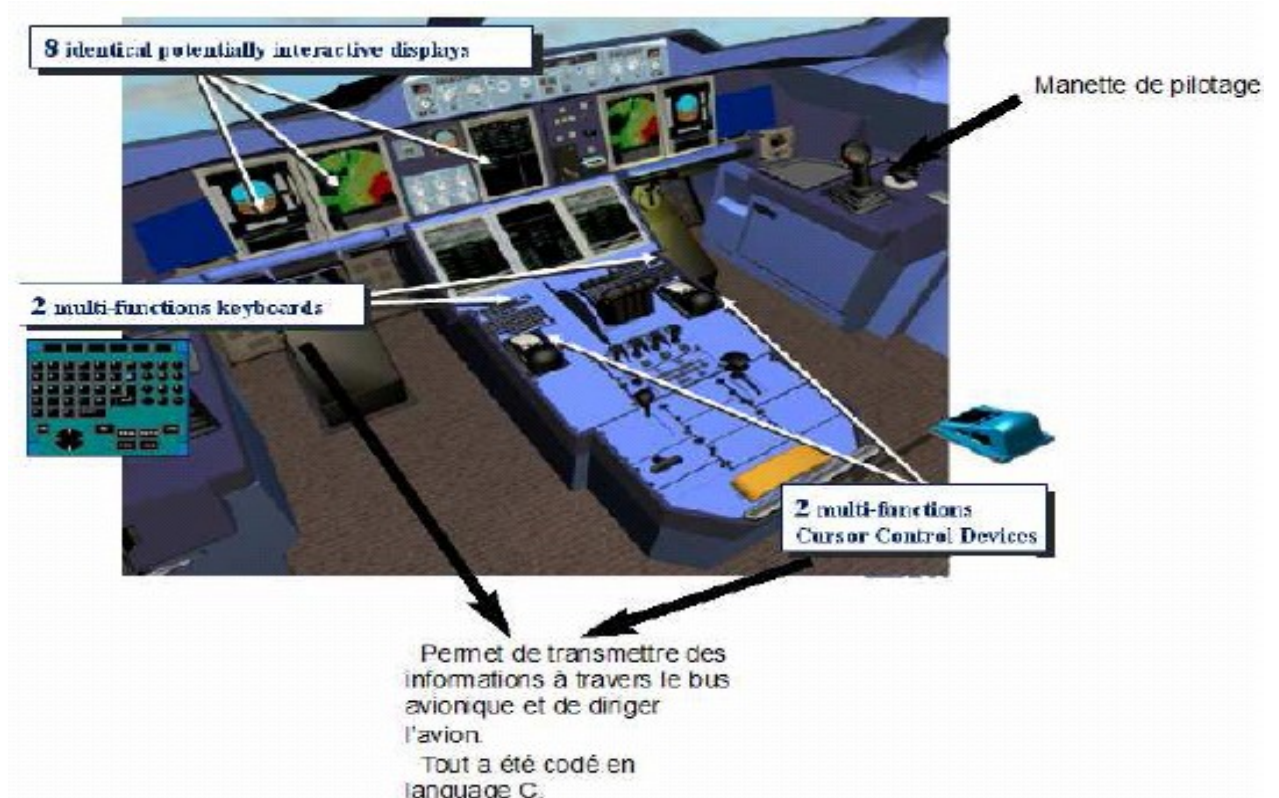 8 identical potentially interactive displays
Manette de pilotage
2 multi-functions keyboards
2 multi-functions
Cursor Control Devices
Permet de transmettre des
informations à travers le bus
avionique et de diriger
l'avion.
Tout a été codé en
language C.